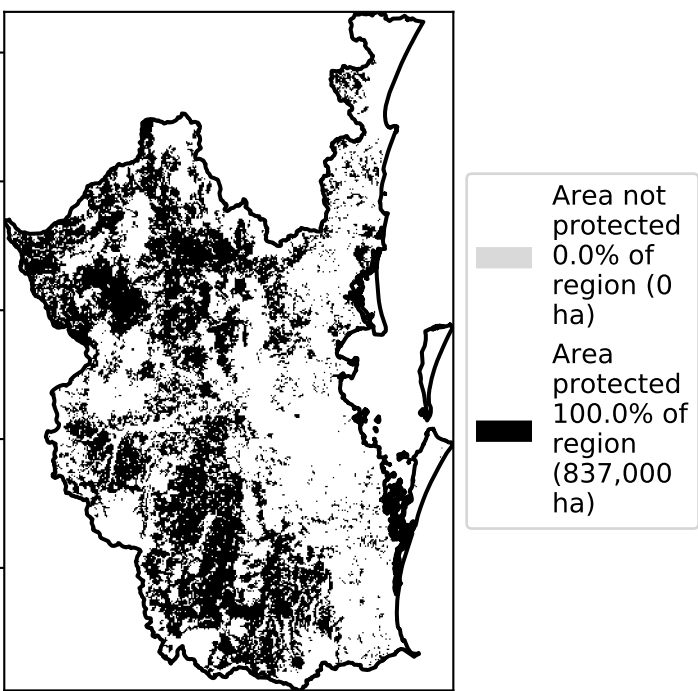 Area not
protected
0.0% of
region (0
ha)
Area
protected
100.0% of
region
(837,000
ha)